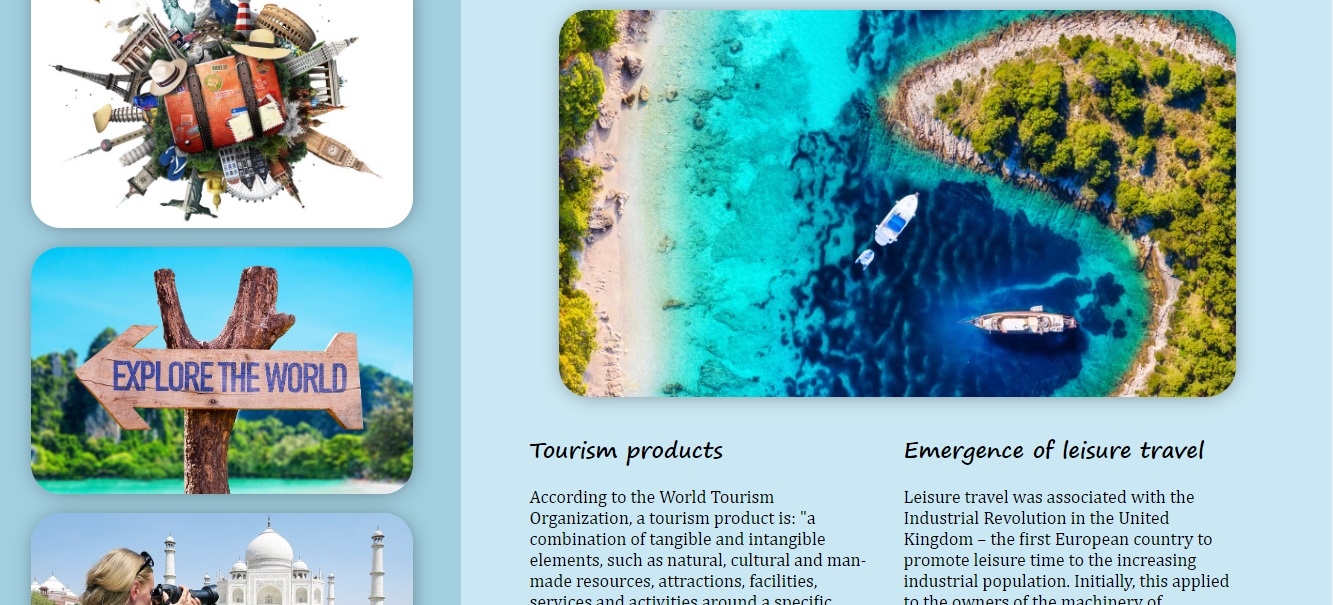 EXPLORE THE WORLD
Tourism products
According to the World Tourism
Organization, a tourism product is: "a
combination of tangible and intangible
elements, such as natural, cultural and man-
made resources, attractions, facilities,
services and activities around a specific
Emergence of leisure travel
Leisure travel was associated with the
Industrial Revolution in the United
Kingdom – the first European country to
promote leisure time to the increasing
industrial population. Initially, this applied
to the owners of the machinery of